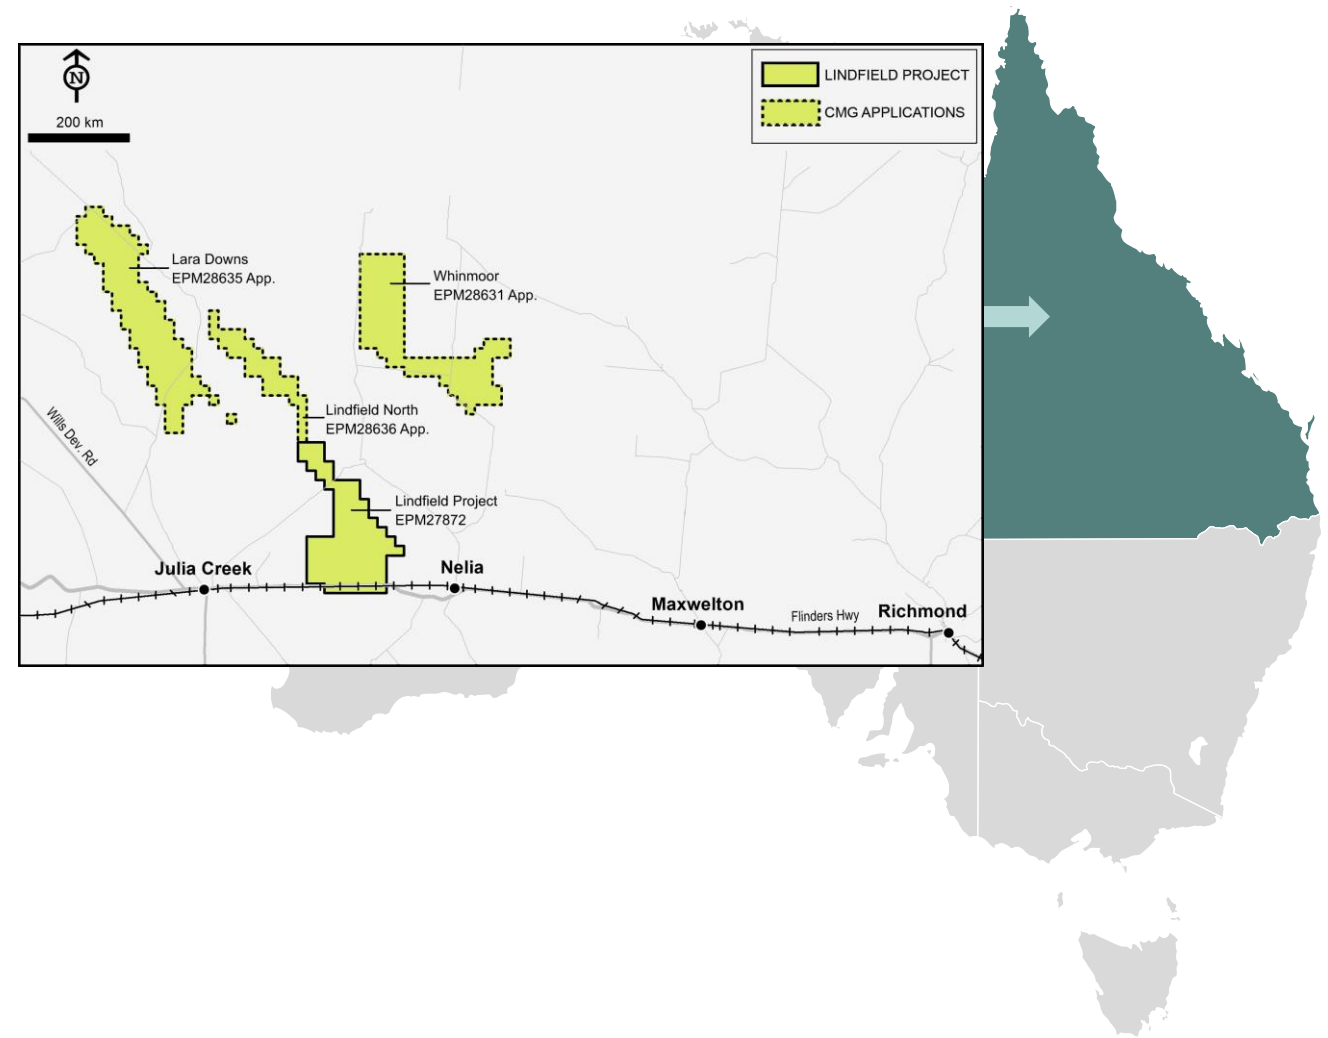 N
200 km
LINDFIELD PROJECT
CMG APPLICATIONS
Lara Downs
EPM28635 App.
Whinmoor
EPM28631 App.
Lindfield North
EPM28636 App.
Wills Dev. Rd
Lindfield Project
EPM27872
Julia Creek
Nelia
Maxwelton
Flinders Hwy
Richmond